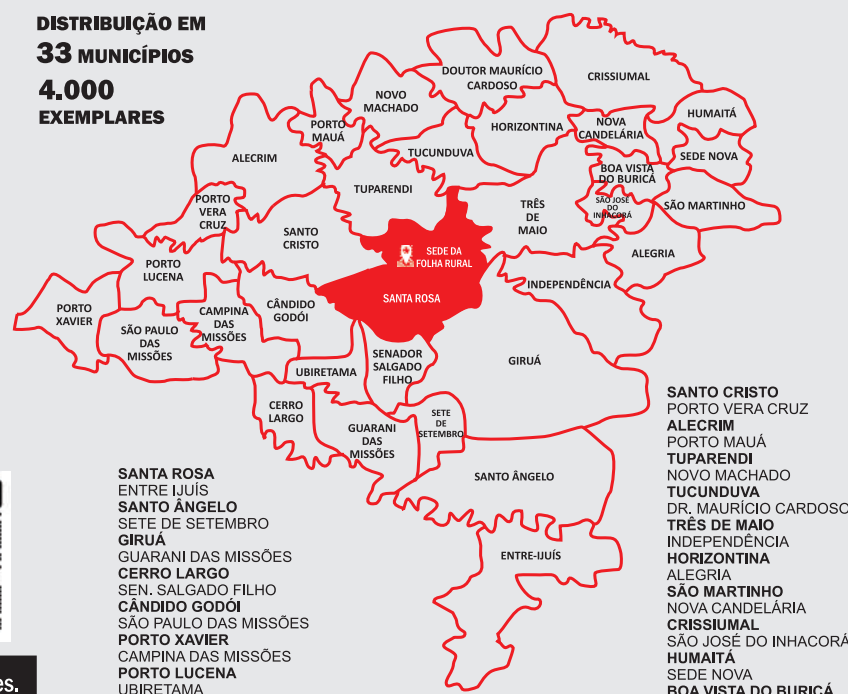 DISTRIBUIÇÃO EM
33 MUNICÍPIOS
4.000
EXEMPLARES
DOUTOR MAURÍCIO
CARDOSO
CRISSIUMAL
NOVO
MACHADO
HUMAITÁ
PORTO
MAUÁ
HORIZONTINA
NOVA
CANDELÁRIA
TUCUNDUVA
SEDE NOVA
ALECRIM
BOA VISTA
DO BURICÁ
TUPARENDI
PORTO
VERA
CRUZ
TRÊS
DE
MAIO
SÃO JOSÉ
DO
INHACORÁ
SÃO MARTINHO
SANTO
CRISTO
SEDE DA
FOLHA RURAL
ALEGRIA
PORTO
LUCENA
INDEPENDÊNCIA
SANTA ROSA
PORTO
XAVIER
CAMPINA
DAS
MISSÕES
CÂNDIDO
GODÓI
SÃO PAULO
DAS
MISSÕES
SENADOR
SALGADO
FILHO
GIRUÁ
UBIRETAMA
CERRO
LARGO
SETE
DE
SETEMBRO
GUARANI
DAS
MISSÕES
SANTO ÂNGELO
ENTRE-IJUÍS
SANTA ROSA
ENTRE IJUÍS
SANTO ÂNGELO
SETE DE SETEMBRO
GIRUÁ
GUARANI DAS MISSÕES
CERRO LARGO
SEN. SALGADO FILHO
CÂNDIDO GODÓI
SÃO PAULO DAS MISSÕES
PORTO XAVIER
CAMPINA DAS MISSÕES
PORTO LUCENA
UBIRETAMA
SANTO CRISTO
PORTO VERA CRUZ
ALECRIM
PORTO MAUÁ
TUPARENDI
NOVO MACHADO
TUCUNDUVA
DR. MAURÍCIO CARDOSO
TRÊS DE MAIO
INDEPENDÊNCIA
HORIZONTINA
ALEGRIA
SÃO MARTINHO
NOVA CANDELÁRIA
CRISSIUMAL
SÃO JOSÉ DO INHACORÁ
HUMAITÁ
SEDE NOVA
BOA VISTA DO BURICÁ
es.